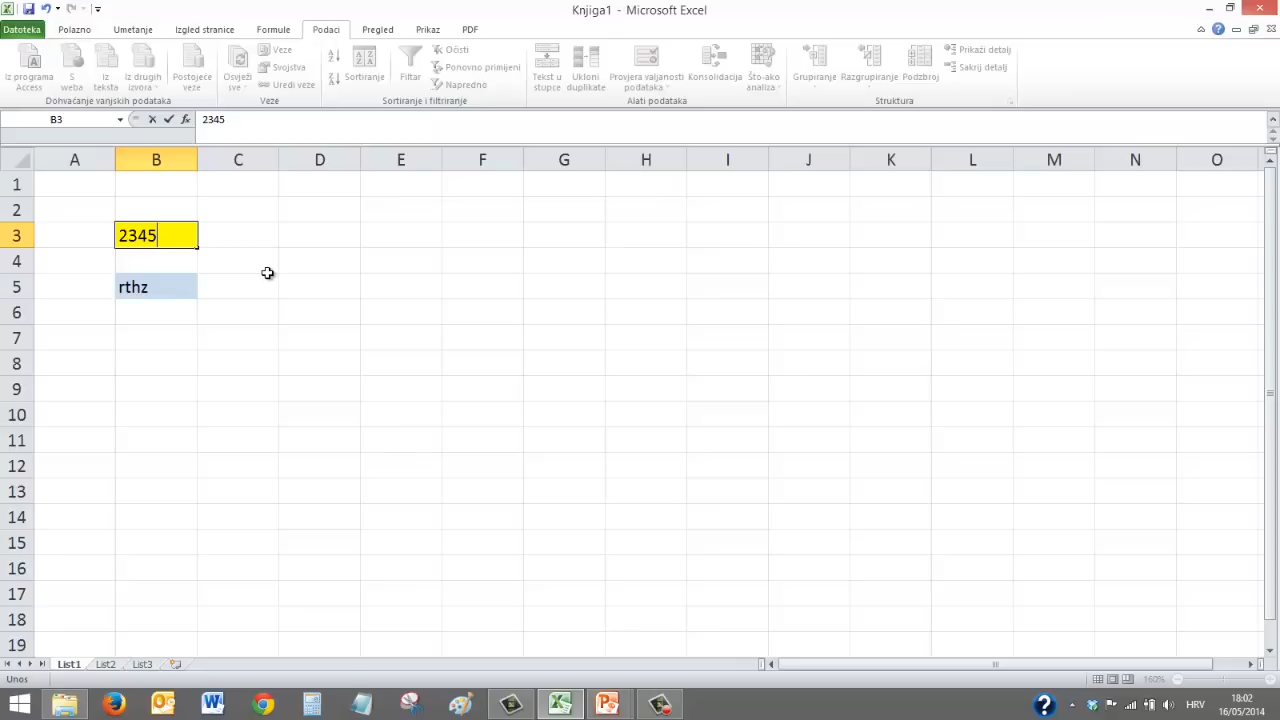 Knjiga1 - Microsoft Excel
Datoteka Polazno Umetanje Izgled stranice Formule Podaci Pregled Prikaz PDF
Iz programa Access
S weba
Iz teksta
Iz drugih izvora
Postojeće veze
Dohvaćanje vanjskih podataka
Osvježi sve
Veze
Svojstva
Uredi veze
Veze
Sortiranje
Filtar
Očisti
Ponovno primijeni
Napredno
Sortiranje i filtriranje
Tekst u stupce
Ukloni duplikate
Provjera valjanosti podataka
Konsolidacija
Što-ako analiza
Alati podataka
Grupiranje
Razgrupiranje
Podzbroj
Prikaži detalj
Sakrij detalj
Struktura
B3 fx 2345
A B C D E F G H I J K L M N O
1
2
3 2345
4
5 rthz
6
7
8
9
10
11
12
13
14
15
16
17
18
19
List1 List2 List3
Unos 160%
HRV 18:02
16/05/2014